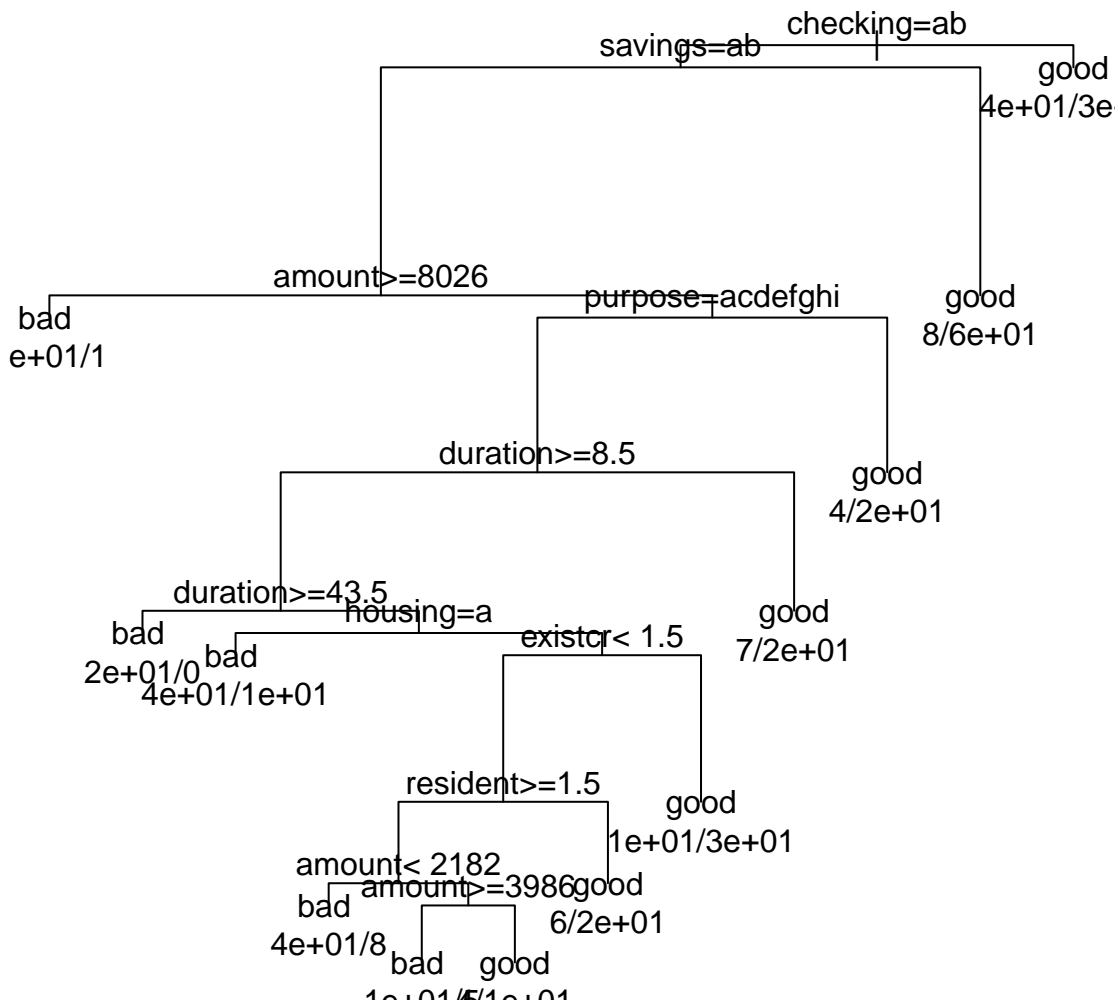 checking=ab
savings=ab
good
4e+01/3e
amount>=8026
purpose=acdefghi
bad
e+01/1
good
8/6e+01
duration>=8.5
good
4/2e+01
duration>=43.5
housing=a
bad
2e+01/0
bad
4e+01/1e+01
existcr< 1.5
good
7/2e+01
resident>=1.5
good
1e+01/3e+01
amount< 2182
amount>=3986
good
6/2e+01
bad
4e+01/8
bad
good